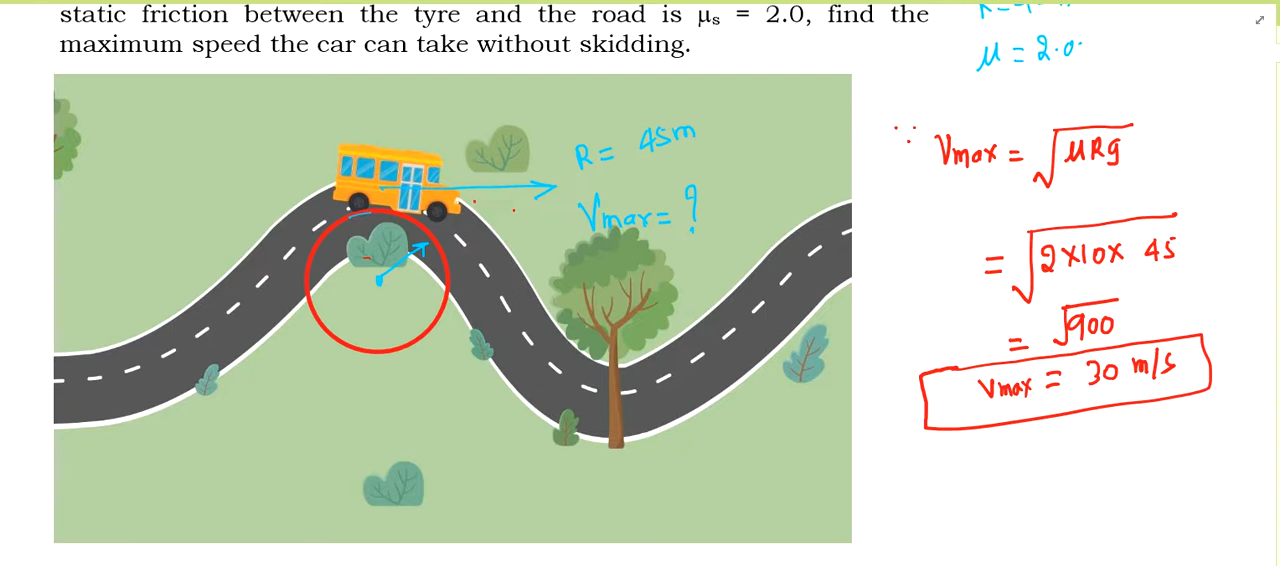 static friction between the tyre and the road is μs = 2.0, find the
maximum speed the car can take without skidding.
μ = 2.0
R = 45m
Vmax = ?
∵ Vmax = √μRg
= √2×10×45
= √900
Vmax = 30 m/s